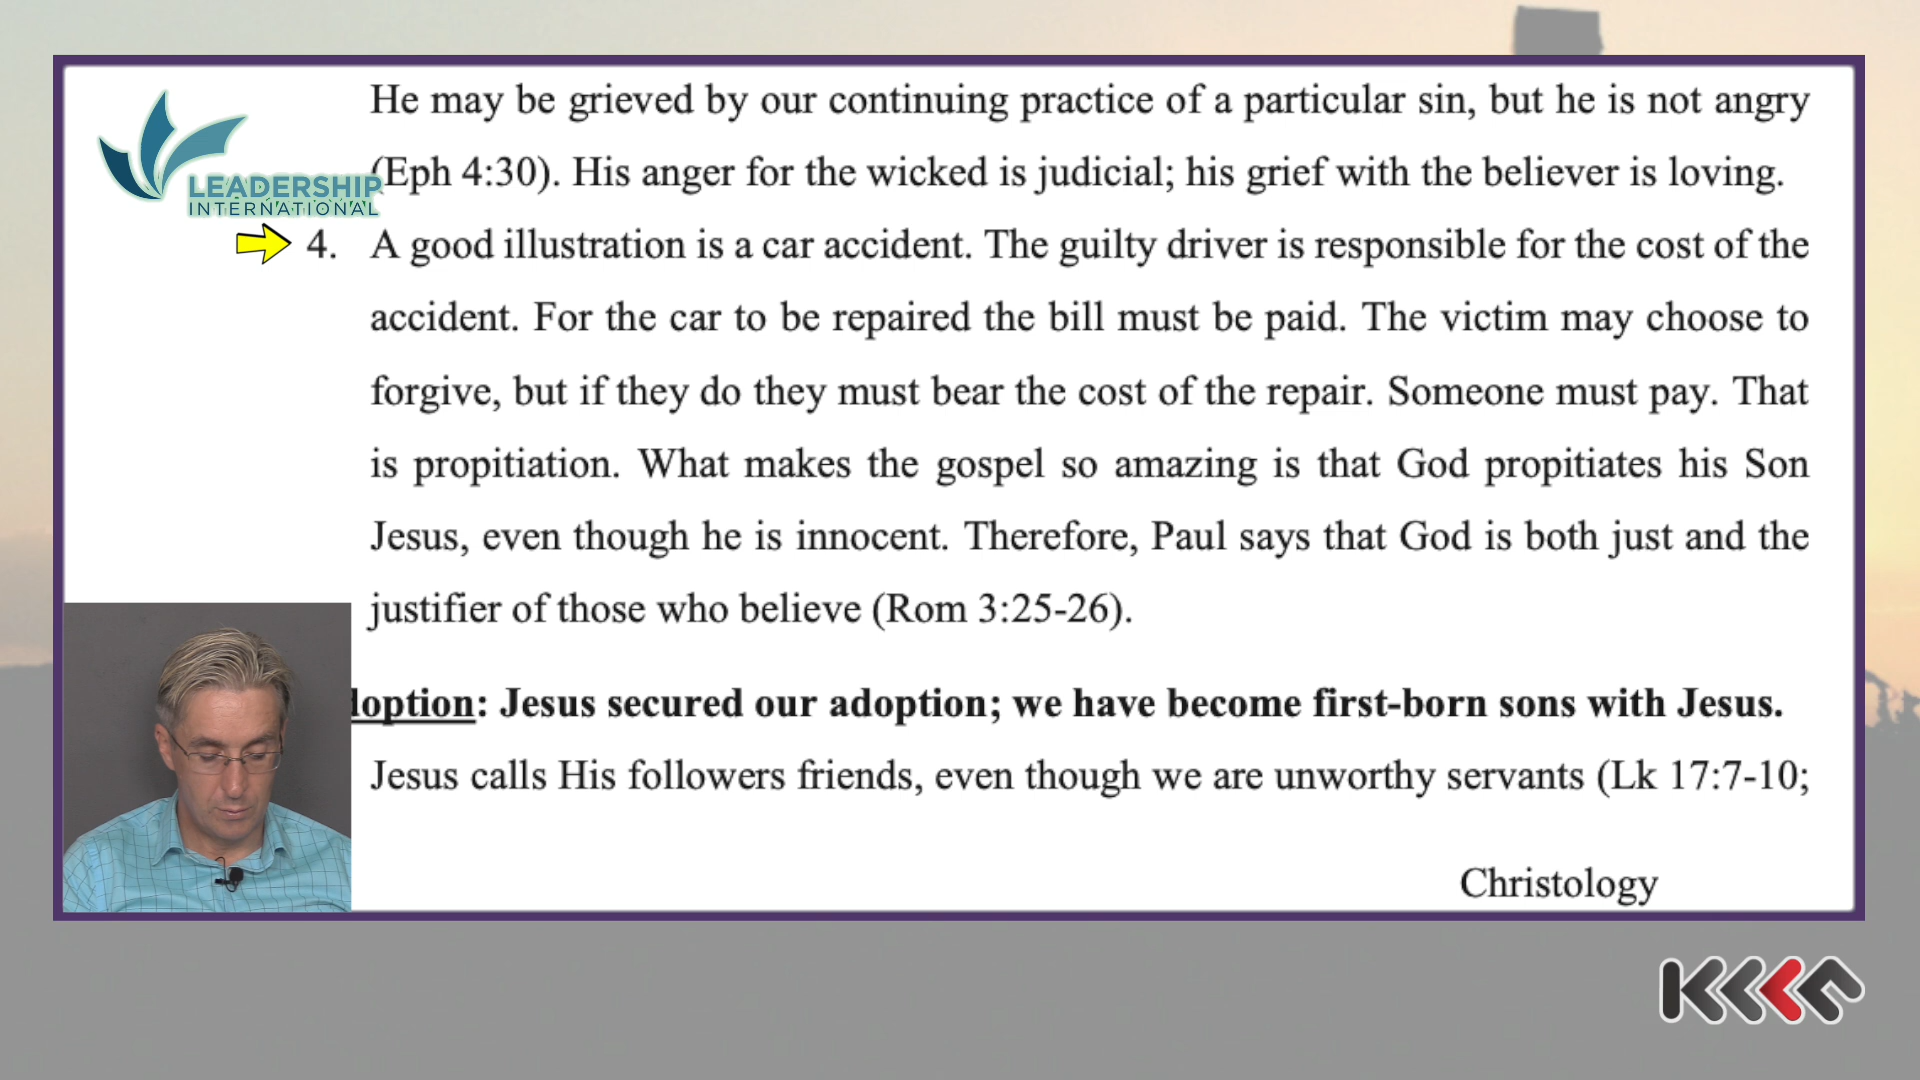 He may be grieved by our continuing practice of a particular sin, but he is not angry
(Eph 4:30). His anger for the wicked is judicial; his grief with the believer is loving.
LEADERSHIP
INTERNATIONAL
4. A good illustration is a car accident. The guilty driver is responsible for the cost of the
accident. For the car to be repaired the bill must be paid. The victim may choose to
forgive, but if they do they must bear the cost of the repair. Someone must pay. That
is propitiation. What makes the gospel so amazing is that God propitiates his Son
Jesus, even though he is innocent. Therefore, Paul says that God is both just and the
justifier of those who believe (Rom 3:25-26).
doption: Jesus secured our adoption; we have become first-born sons with Jesus.
Jesus calls His followers friends, even though we are unworthy servants (Lk 17:7-10;
Christology